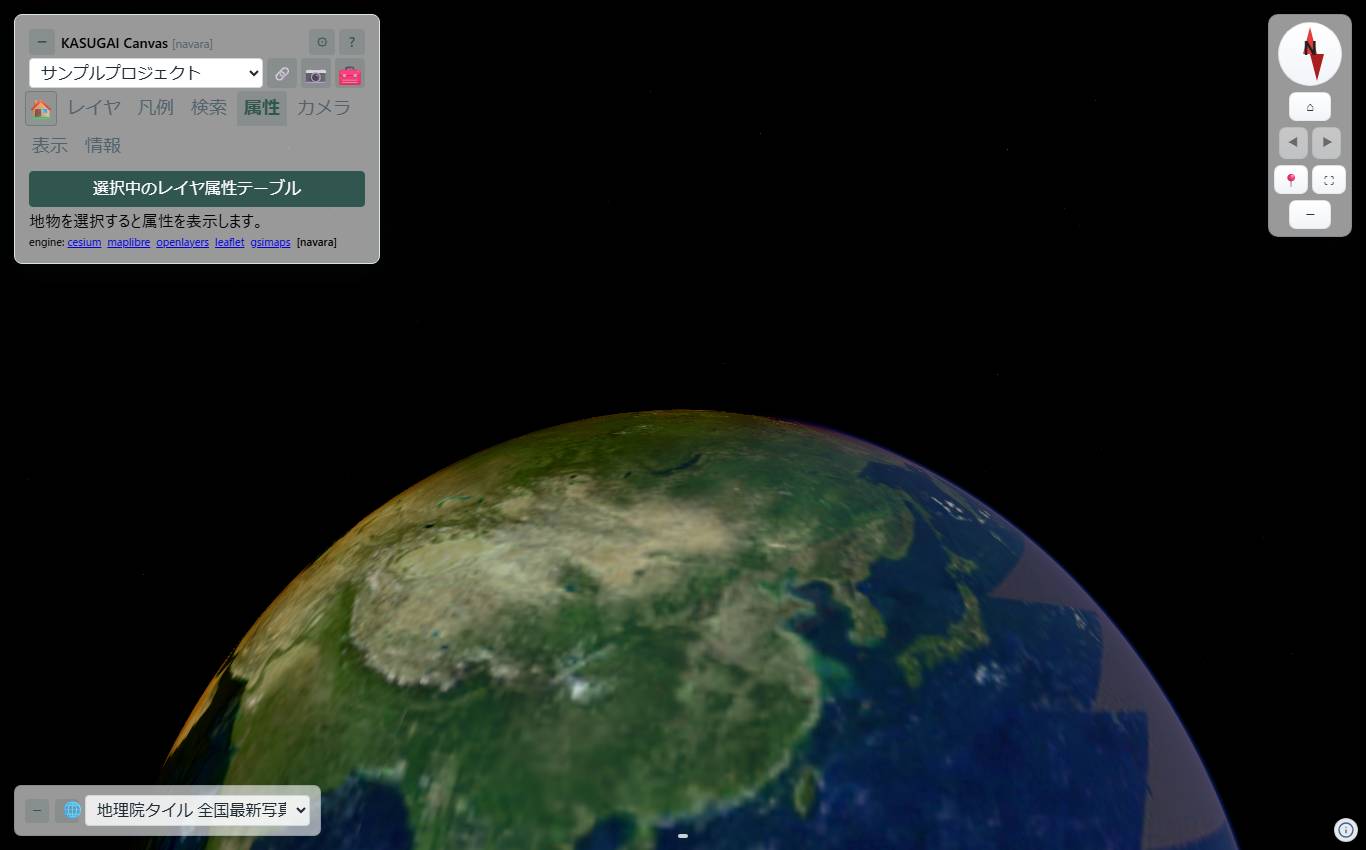 − KASUGAI Canvas [navara] ?
サンプルプロジェクト
レイヤ 凡例 検索 属性 カメラ
表示 情報
選択中のレイヤ属性テーブル
地物を選択すると属性を表示します。
engine: cesium maplibre openlayers leaflet gsimaps [navara]
N
−
− 地理院タイル 全国最新写真